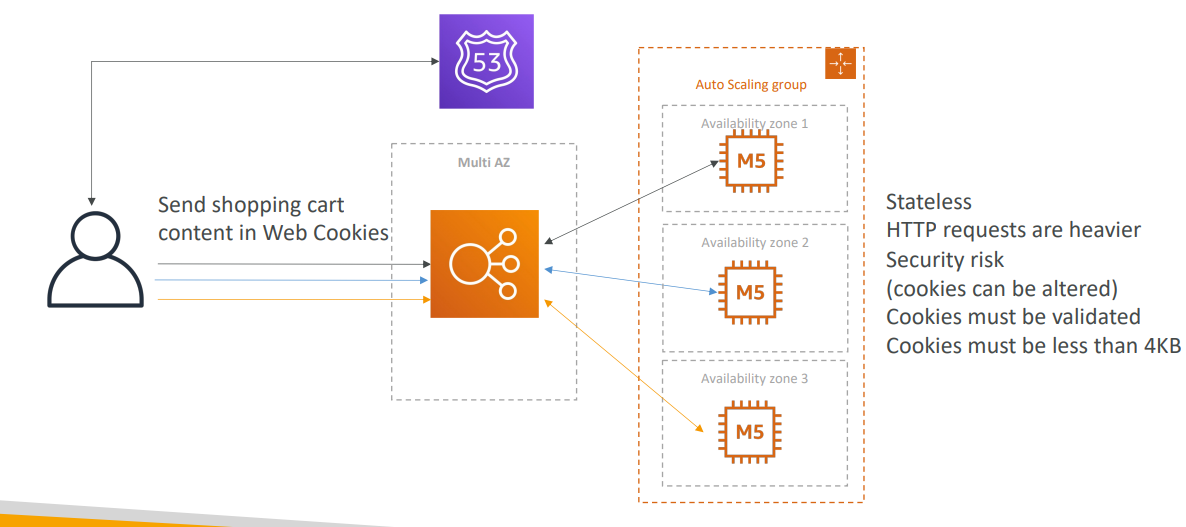 53
Auto Scaling group
Availability zone 1
M5
Multi AZ
Send shopping cart
content in Web Cookies
Availability zone 2
M5
Availability zone 3
M5
Stateless
HTTP requests are heavier
Security risk
(cookies can be altered)
Cookies must be validated
Cookies must be less than 4KB